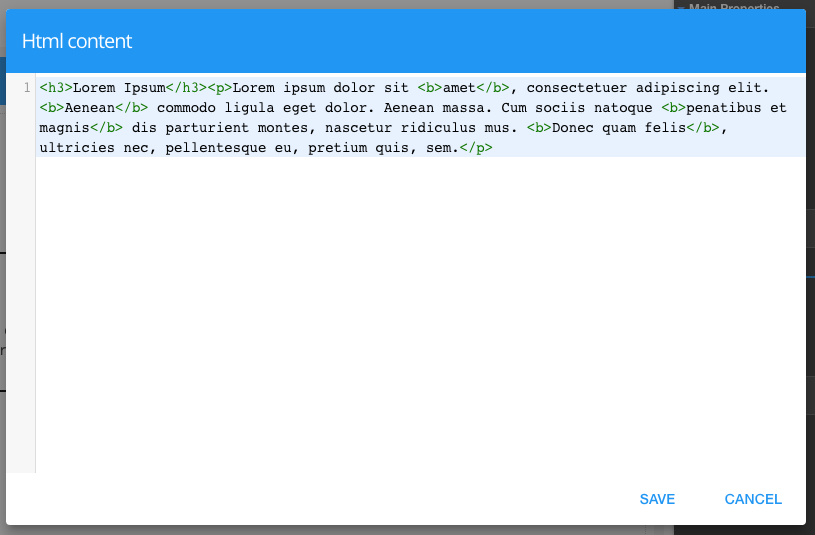 Main Properties
Html content
1
<h3>Lorem Ipsum</h3><p>Lorem ipsum dolor sit <b>amet</b>, consectetuer adipiscing elit.
<b>Aenean</b> commodo ligula eget dolor. Aenean massa. Cum sociis natoque <b>penatibus et
magnis</b> dis parturient montes, nascetur ridiculus mus. <b>Donec quam felis</b>,
ultricies nec, pellentesque eu, pretium quis, sem.</p>
SAVE CANCEL